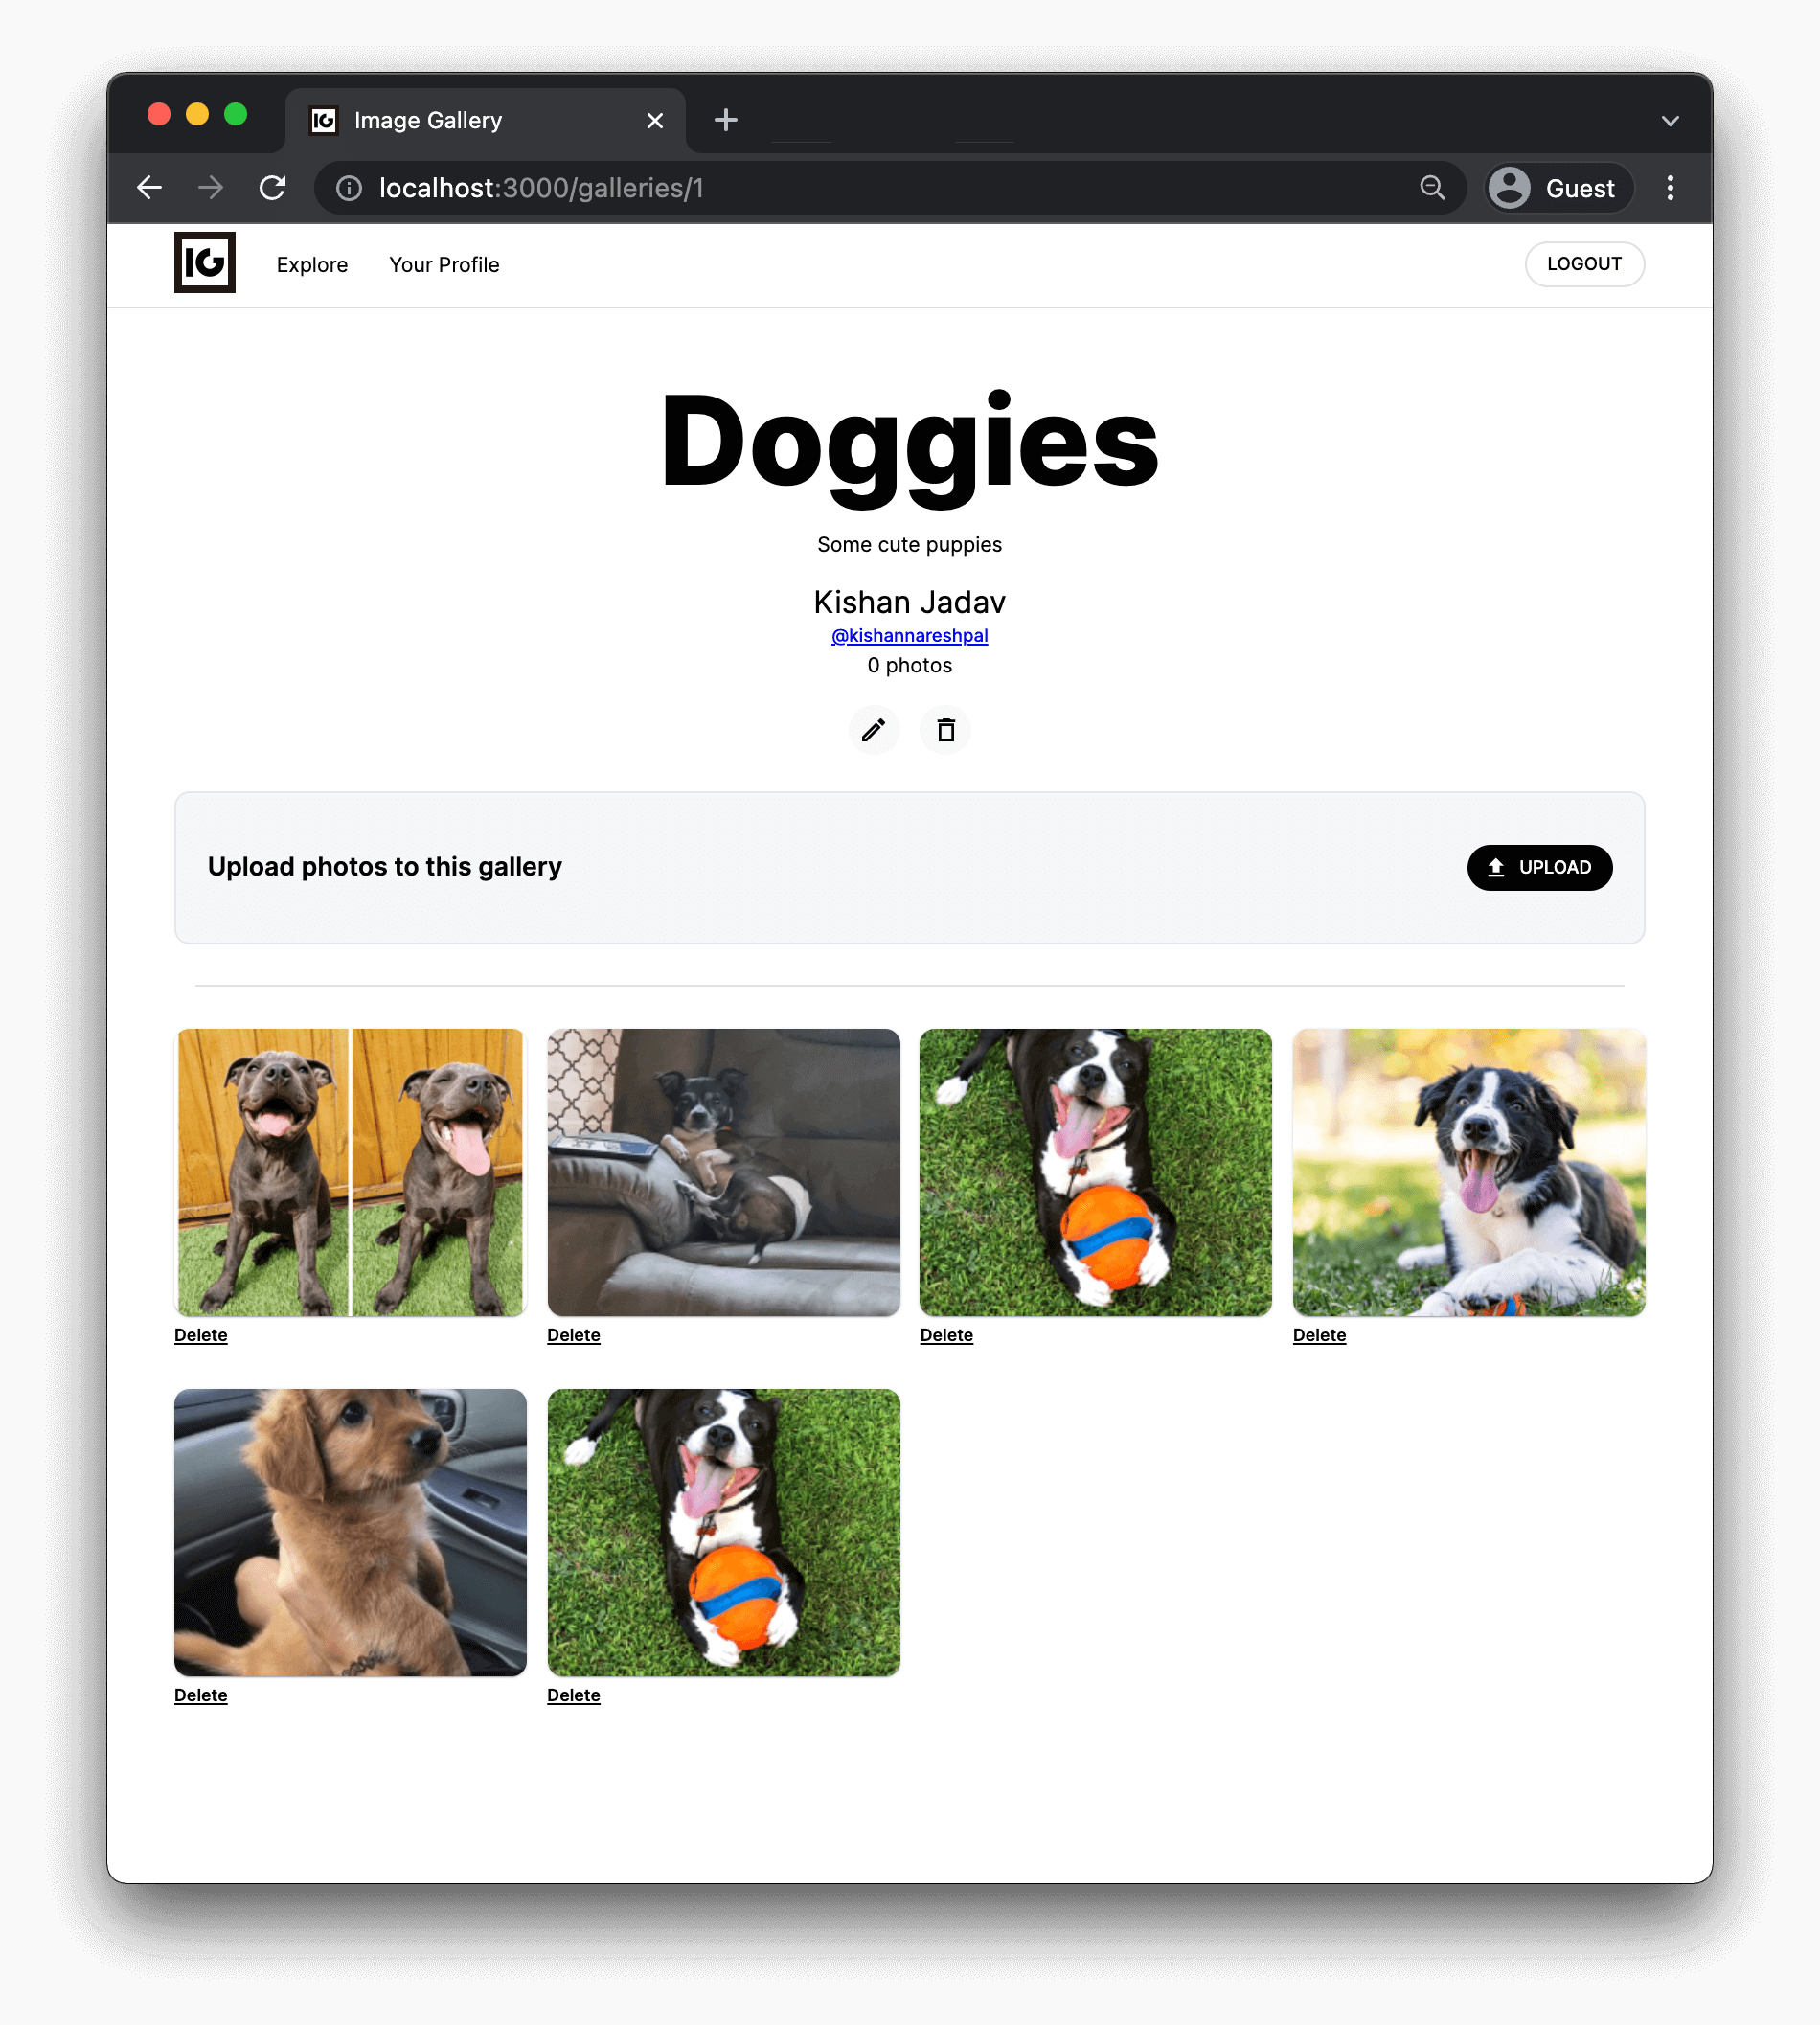 IG Image Gallery
localhost:3000/galleries/1
Guest
IG Explore Your Profile LOGOUT
Doggies
Some cute puppies
Kishan Jadav
@kishannareshpal
0 photos
Upload photos to this gallery UPLOAD
Delete Delete Delete Delete
Delete Delete